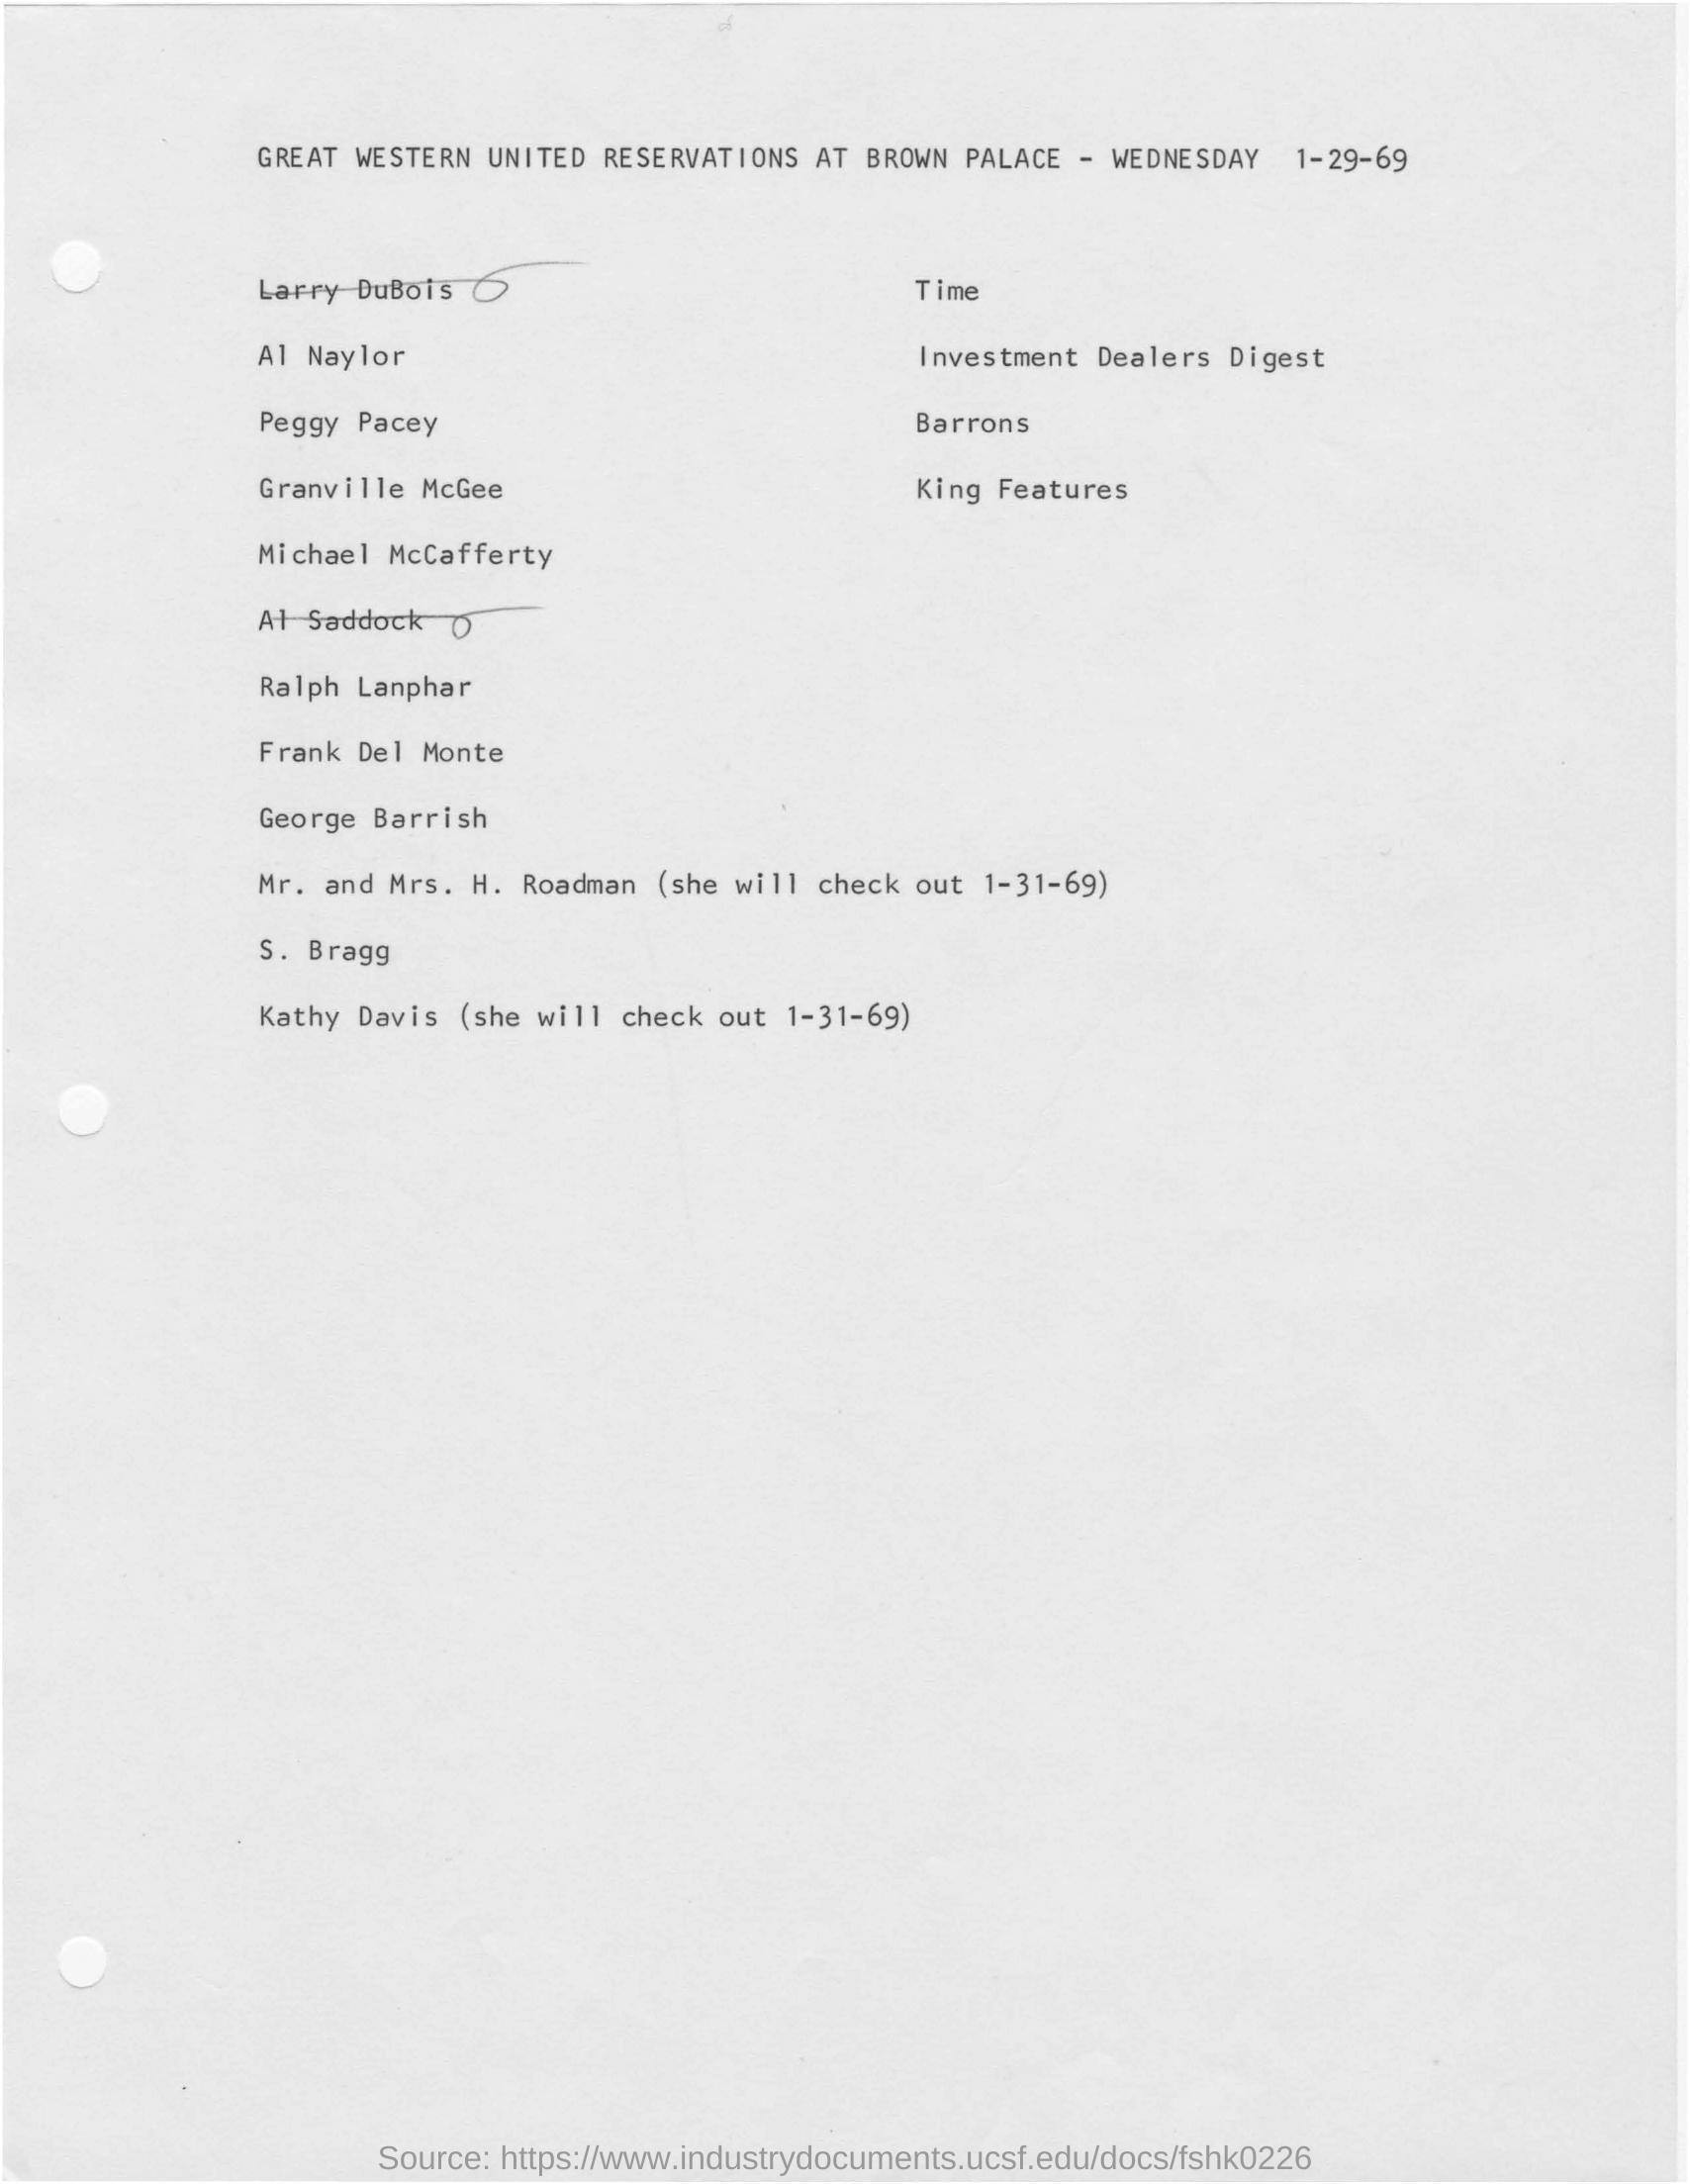 GREAT WESTERN UNITED RESERVATIONS AT BROWN PALACE - WEDNESDAY 1-29-69
Larry DuBois Time
Al Naylor Investment Dealers Digest
Peggy Pacey Barrons
Granville McGee King Features
Michael McCafferty
Al Saddock
Ralph Lanphar
Frank Del Monte
George Barrish
Mr. and Mrs. H. Roadman (she will check out 1-31-69)
S. Bragg
Kathy Davis (she will check out 1-31-69)
Source: https://www.industrydocuments.ucsf.edu/docs/fshk0226